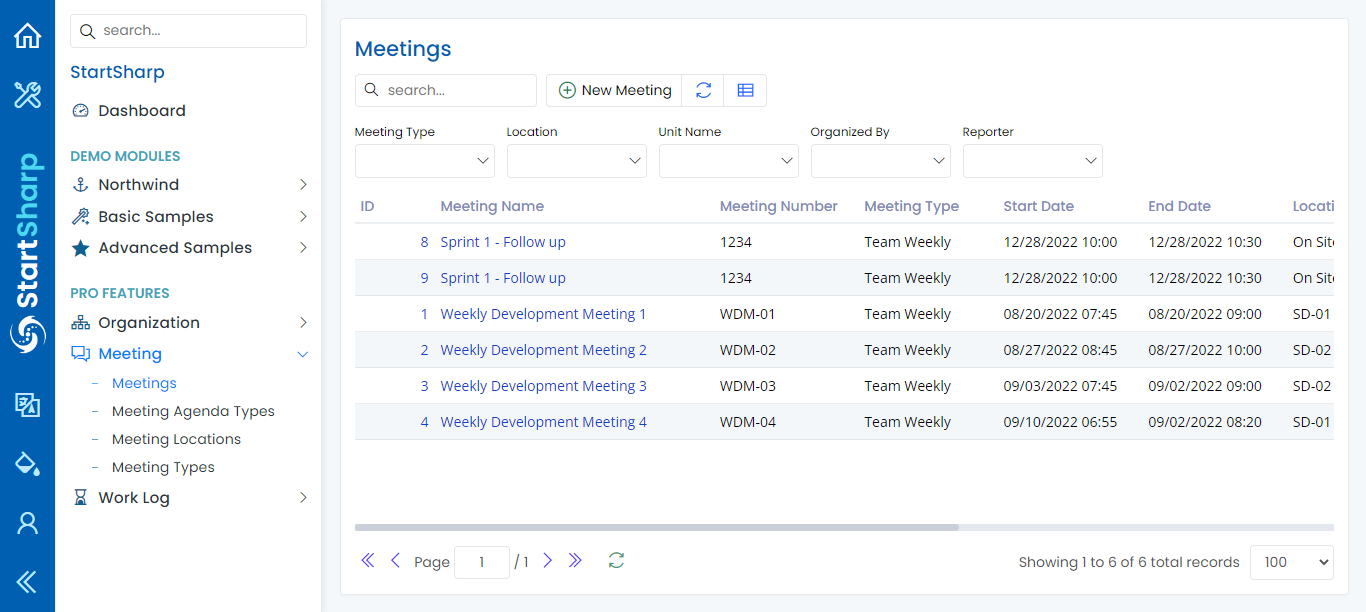 search...
StartSharp
Dashboard
DEMO MODULES
Northwind
Basic Samples
Advanced Samples
PRO FEATURES
Organization
Meeting
– Meetings
– Meeting Agenda Types
– Meeting Locations
– Meeting Types
Work Log
StartSharp
Meetings
search...
New Meeting
Meeting Type Location Unit Name Organized By Reporter
ID Meeting Name Meeting Number Meeting Type Start Date End Date Locati
8 Sprint 1 - Follow up 1234 Team Weekly 12/28/2022 10:00 12/28/2022 10:30 On Site
9 Sprint 1 - Follow up 1234 Team Weekly 12/28/2022 10:00 12/28/2022 10:30 On Site
1 Weekly Development Meeting 1 WDM-01 Team Weekly 08/20/2022 07:45 08/20/2022 09:00 SD-01
2 Weekly Development Meeting 2 WDM-02 Team Weekly 08/27/2022 08:45 08/27/2022 10:00 SD-02
3 Weekly Development Meeting 3 WDM-03 Team Weekly 09/03/2022 07:45 09/02/2022 09:00 SD-02
4 Weekly Development Meeting 4 WDM-04 Team Weekly 09/10/2022 06:55 09/02/2022 08:20 SD-01
Page 1 / 1
Showing 1 to 6 of 6 total records 100